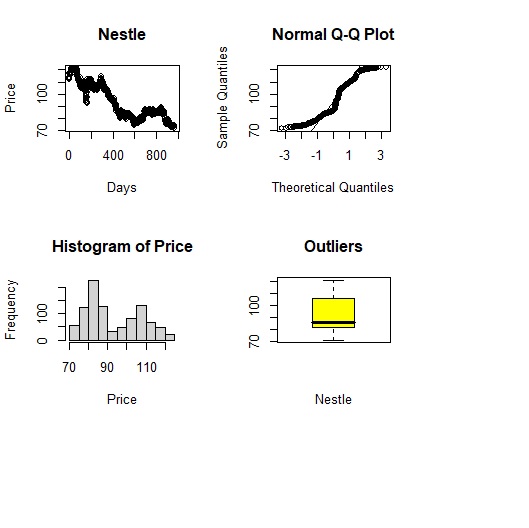 Nestle
Price
70
100
0
400
800
Days
Normal Q-Q Plot
Sample Quantiles
70
100
-3
-1
1
3
Theoretical Quantiles
Histogram of Price
Frequency
0
100
70
90
110
Price
Outliers
70
100
Nestle